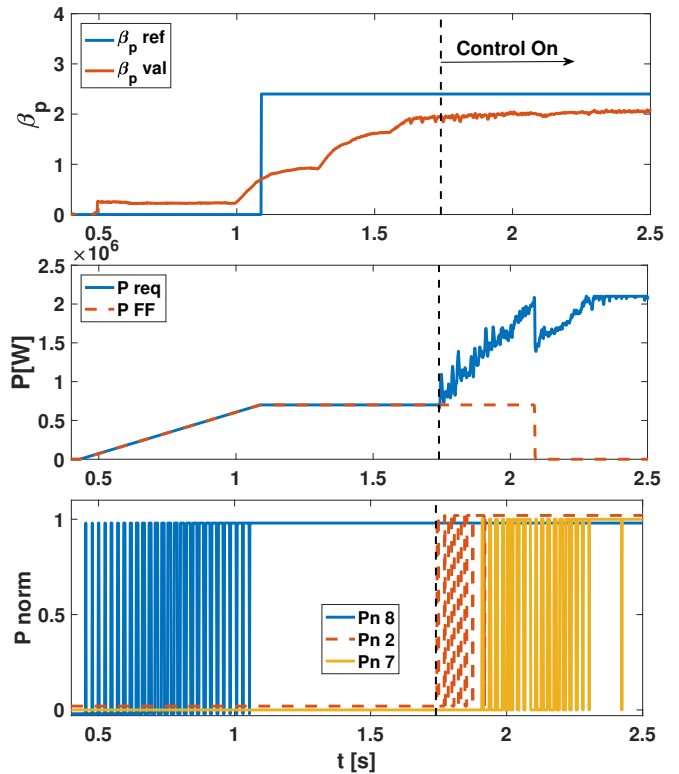 4
3
2
1
0
β_p
β_p ref
β_p val
Control On
0.5
1
1.5
2
2.5
×10^6
2.5
2
1.5
1
0.5
0
P[W]
P req
P FF
0.5
1
1.5
2
2.5
1
0.5
0
P norm
Pn 8
Pn 2
Pn 7
0.5
1
1.5
2
2.5
t [s]